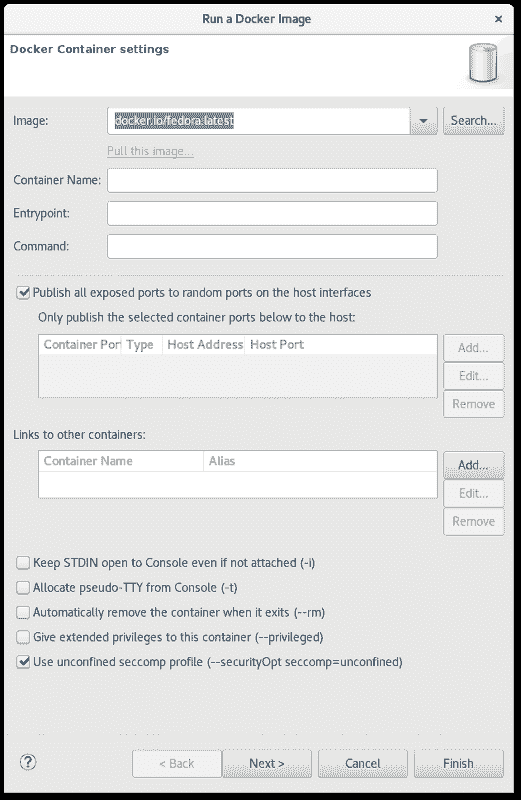 Run a Docker Image ×
Docker Container settings
Image: docker.io/fedora:latest Search...
Pull this image...
Container Name:
Entrypoint:
Command:
Publish all exposed ports to random ports on the host interfaces
Only publish the selected container ports below to the host:
Container Por Type Host Address Host Port
Add...
Edit...
Remove
Links to other containers:
Container Name Alias
Add...
Edit...
Remove
Keep STDIN open to Console even if not attached (-i)
Allocate pseudo-TTY from Console (-t)
Automatically remove the container when it exits (--rm)
Give extended privileges to this container (--privileged)
Use unconfined seccomp profile (--securityOpt seccomp=unconfined)
? < Back Next > Cancel Finish